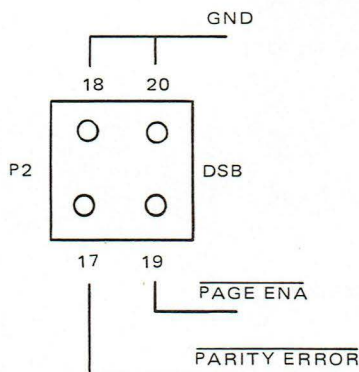 GND
18 20
P2 DSB
17 19
PAGE ENA
PARITY ERROR